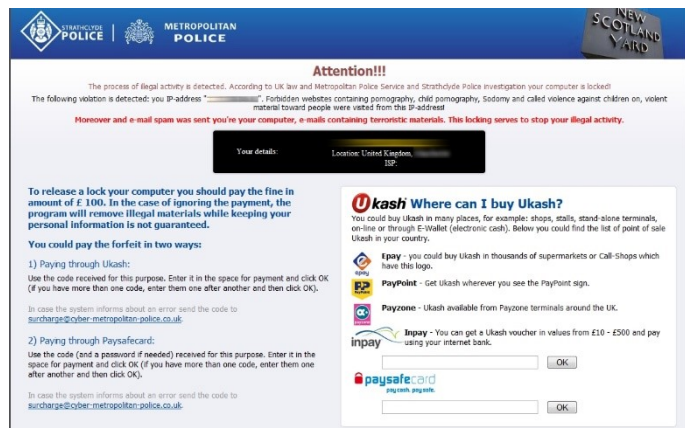 STRATHCLYDE
POLICE
METROPOLITAN
POLICE
NEW
SCOTLAND
YARD
Attention!!!
The process of illegal activity is detected. According to UK law and Metropolitan Police Service and Strathclyde Police investigation your computer is locked!
The following violation is detected: you IP-address "". Forbidden websites containing pornography, child pornography, Sodomy and called violence against children on, violent
material toward people were visited from this IP-address!
Moreover and e-mail spam was sent you're your computer, e-mails containing terroristic materials. This locking serves to stop your illegal activity.
Your details:
Location: United Kingdom,
ISP:
To release a lock your computer you should pay the fine in
amount of £ 100. In the case of ignoring the payment, the
program will remove illegal materials while keeping your
personal information is not guaranteed.
You could pay the forfeit in two ways:
1) Paying through Ukash:
Use the code received for this purpose. Enter it in the space for payment and click OK
(if you have more than one code, enter them one after another and then click OK).
In case the system informs about an error send the code to
surcharge@cyber-metropolitan-police.co.uk.
2) Paying through Paysafecard:
Use the code (and a password if needed) received for this purpose. Enter it in the
space for payment and click OK (if you have more than one code, enter them one
after another and then click OK).
In case the system informs about an error send the code to
surcharge@cyber-metropolitan-police.co.uk.
Ukash Where can I buy Ukash?
You could buy Ukash in many places, for example: shops, stalls, stand-alone terminals,
on-line or through E-Wallet (electronic cash). Below you could find the list of point of sale
Ukash in your country.
epay
Epay - you could buy Ukash in thousands of supermarkets or Call-Shops which
have this logo.
PayPoint
PayPoint - Get Ukash wherever you see the PayPoint sign.
Payzone - Ukash available from Payzone terminals around the UK.
inpay
Inpay - You can get a Ukash voucher in values from £10 - £500 and pay
using your internet bank.
OK
paysafecard
pay cash. pay safe.
OK